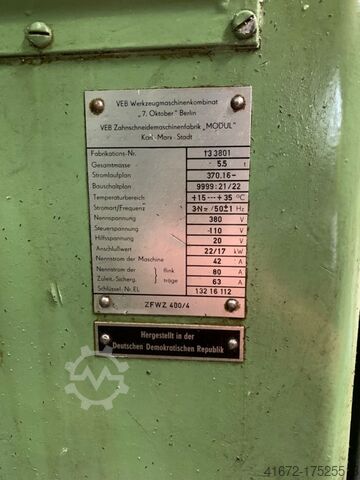 VEB Werkzeugmaschinenkombinat
"7. Oktober" Berlin
VEB Zahnschneidemaschinenfabrik „MODUL"
Karl-Marx-Stadt
Fabrikations-Nr. 133801
Gesamtmasse 5.5 t
Stromlaufplan 370.16-
Bauschaltplan 9999:21/22
Temperaturbereich +15 ··· +35 °C
Stromart/Frequenz 3·N~/50±1 Hz
Nennspannung 380 V
Steuerspannung -110 V
Hilfsspannung 20 V
Anschlußwert 22/17 kW
Nennstrom der Maschine 42 A
Nennstrom der } flink 80 A
Zuleit. Sicherg. } träge 63 A
Schlüssel.-Nr. EL 132 16 112
ZFWZ 400/4
Hergestellt in der
Deutschen Demokratischen Republik
41672-1752553